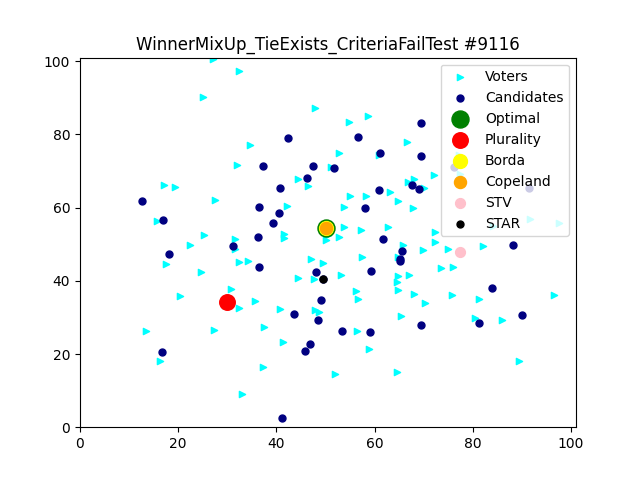 WinnerMixUp_TieExists_CriteriaFailTest #9116
100
80
60
40
20
0
0 20 40 60 80 100
Voters
Candidates
Optimal
Plurality
Borda
Copeland
STV
STAR